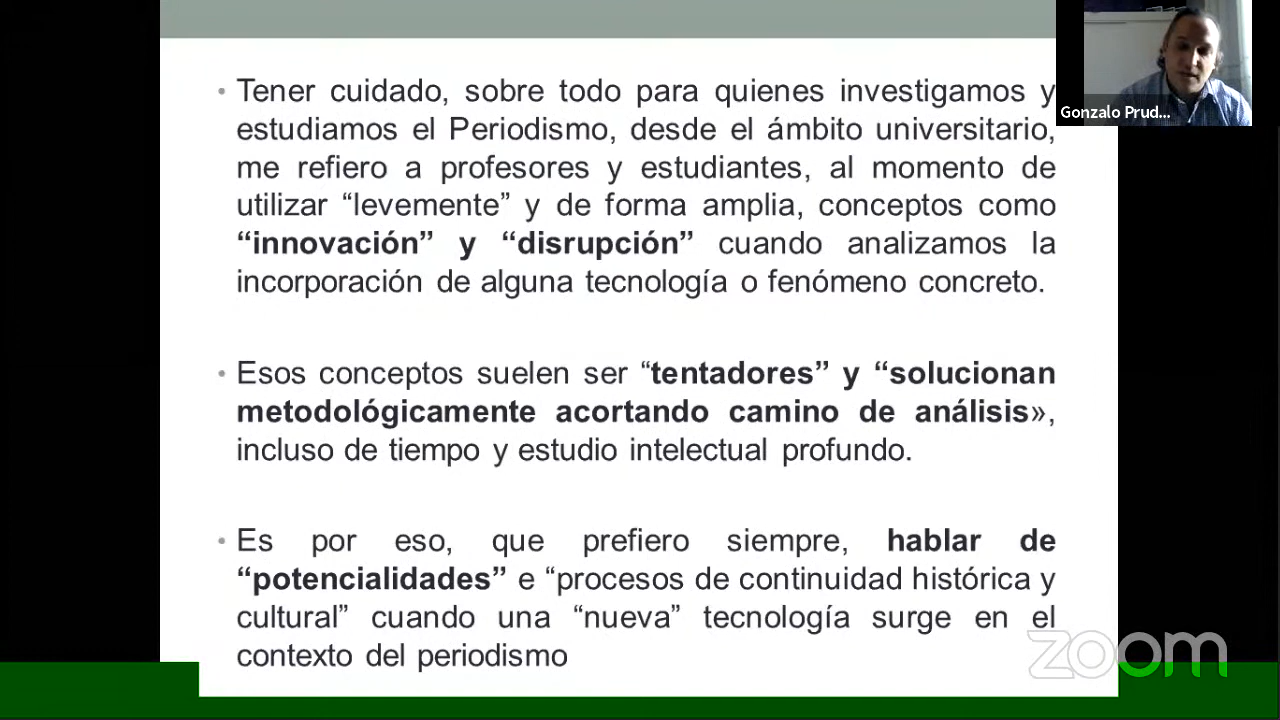 • Tener cuidado, sobre todo para quienes investigamos y
estudiamos el Periodismo, desde el ámbito universitario,
me refiero a profesores y estudiantes, al momento de
utilizar “levemente” y de forma amplia, conceptos como
“innovación” y “disrupción” cuando analizamos la
incorporación de alguna tecnología o fenómeno concreto.
• Esos conceptos suelen ser “tentadores” y “solucionan
metodológicamente acortando camino de análisis»,
incluso de tiempo y estudio intelectual profundo.
• Es por eso, que prefiero siempre, hablar de
“potencialidades” e “procesos de continuidad histórica y
cultural” cuando una “nueva” tecnología surge en el
contexto del periodismo
Gonzalo Prud...
zoom